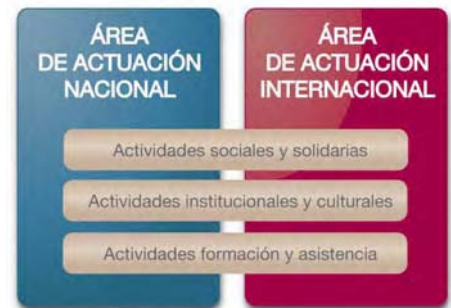 ÁREA
DE ACTUACIÓN
NACIONAL
ÁREA
DE ACTUACIÓN
INTERNACIONAL
Actividades sociales y solidarias
Actividades institucionales y culturales
Actividades formación y asistencia